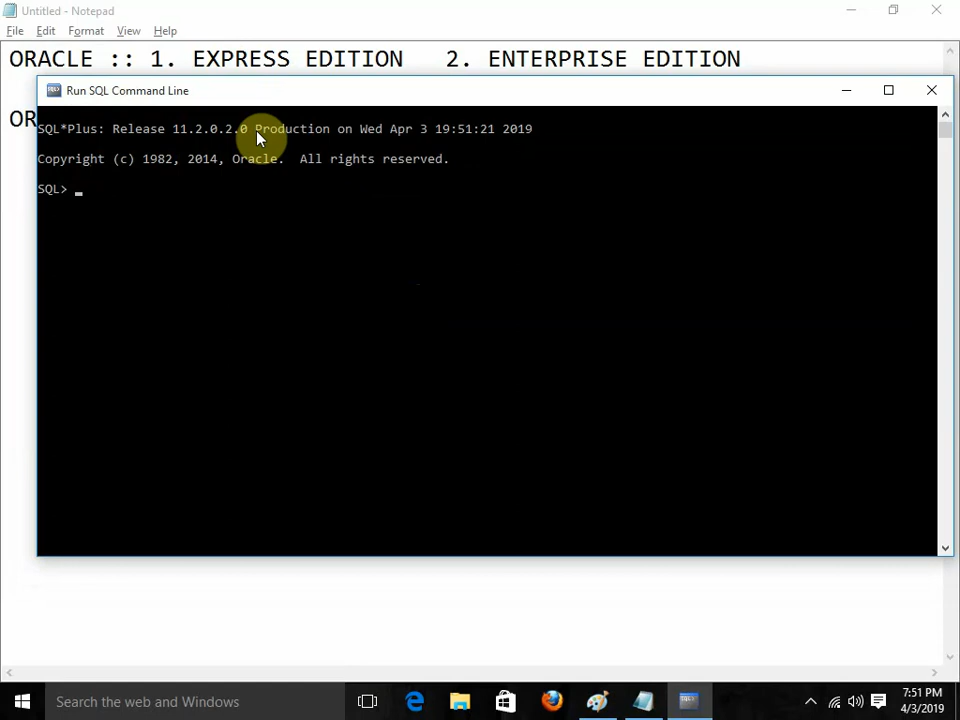 Untitled - Notepad
File Edit Format View Help
ORACLE :: 1. EXPRESS EDITION 2. ENTERPRISE EDITION
Run SQL Command Line
OR
SQL*Plus: Release 11.2.0.2.0 Production on Wed Apr 3 19:51:21 2019
Copyright (c) 1982, 2014, Oracle. All rights reserved.
SQL> _
Search the web and Windows
7:51 PM
4/3/2019